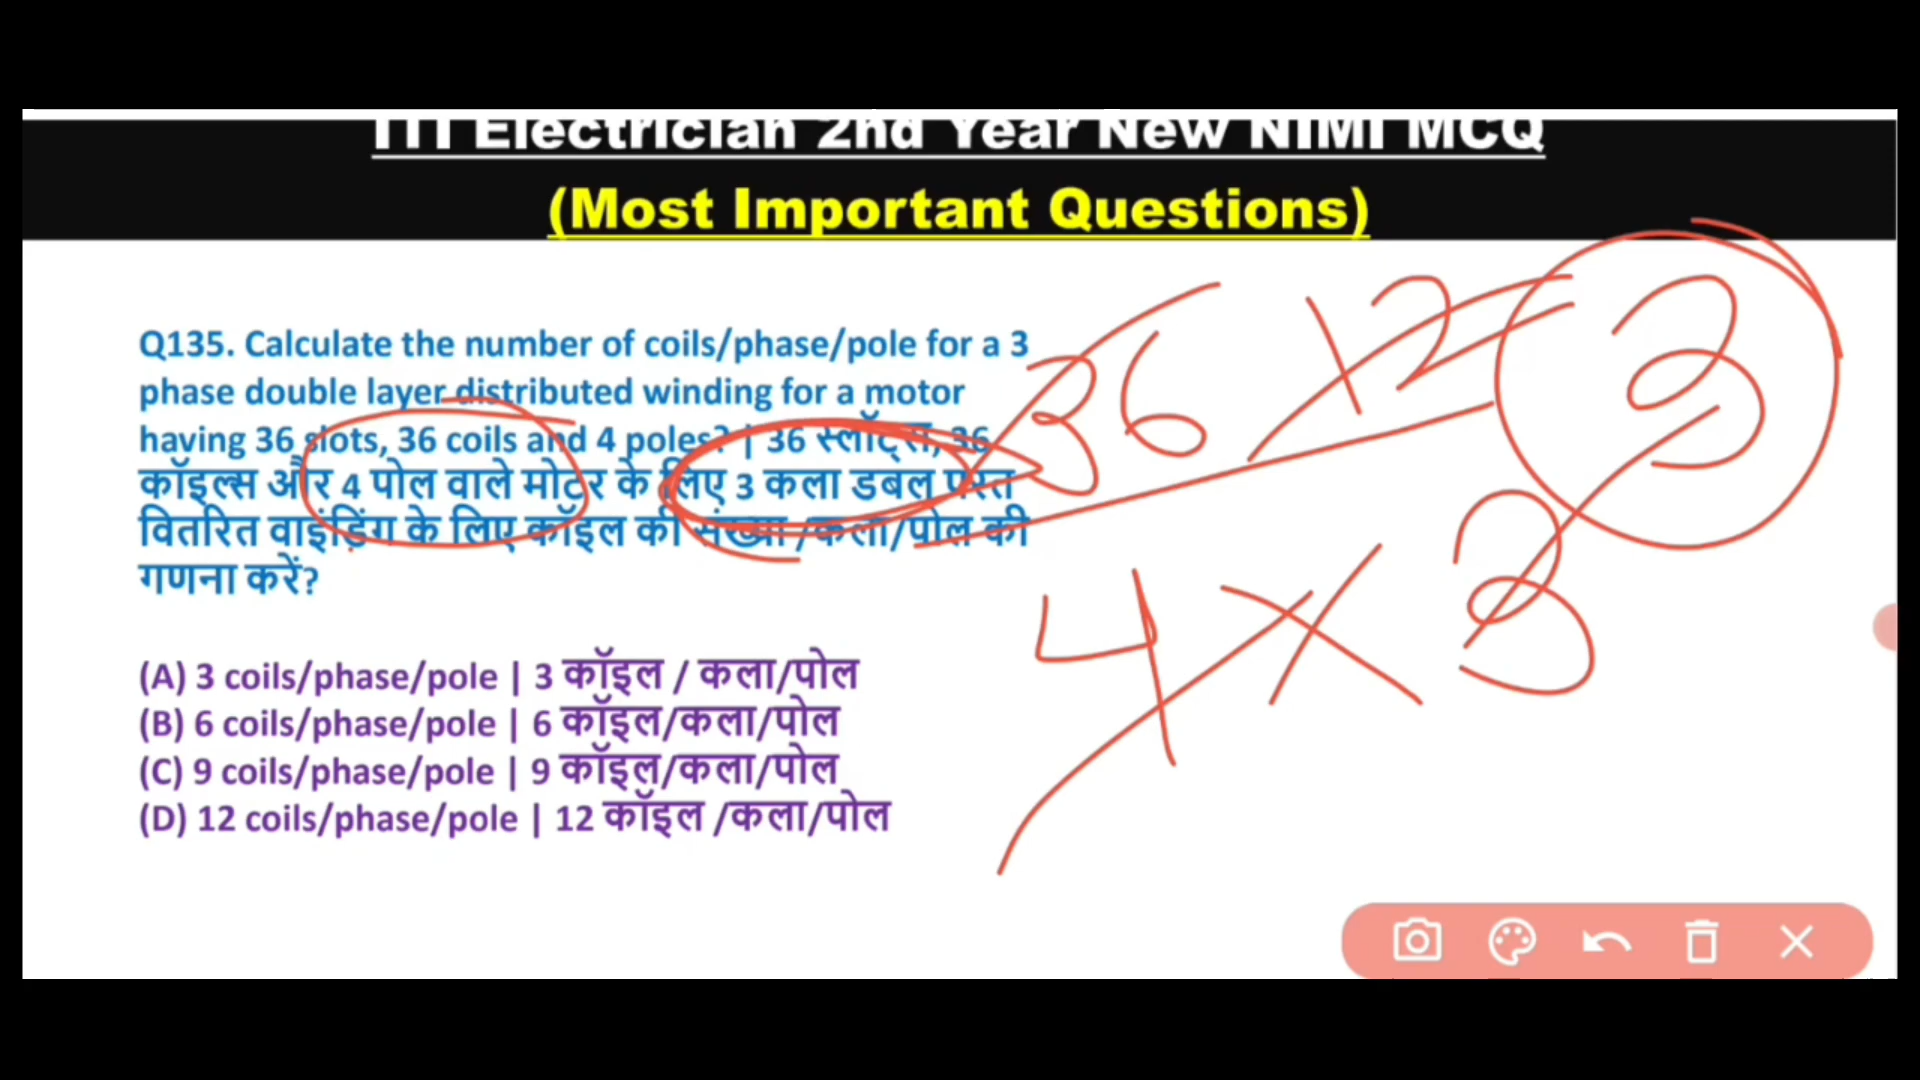 ITI Electrician 2nd Year New NIMI MCQ
(Most Important Questions)
Q135. Calculate the number of coils/phase/pole for a 3
phase double layer distributed winding for a motor
having 36 slots, 36 coils and 4 poles? | 36 स्लॉट्स, 36
कॉइल्स और 4 पोल वाले मोटर के लिए 3 कला डबल परत
वितरित वाइंडिंग के लिए कॉइल की संख्या /कला/पोल की
गणना करें?
(A) 3 coils/phase/pole | 3 कॉइल / कला/पोल
(B) 6 coils/phase/pole | 6 कॉइल/कला/पोल
(C) 9 coils/phase/pole | 9 कॉइल/कला/पोल
(D) 12 coils/phase/pole | 12 कॉइल /कला/पोल
36 12 3
4 × 3